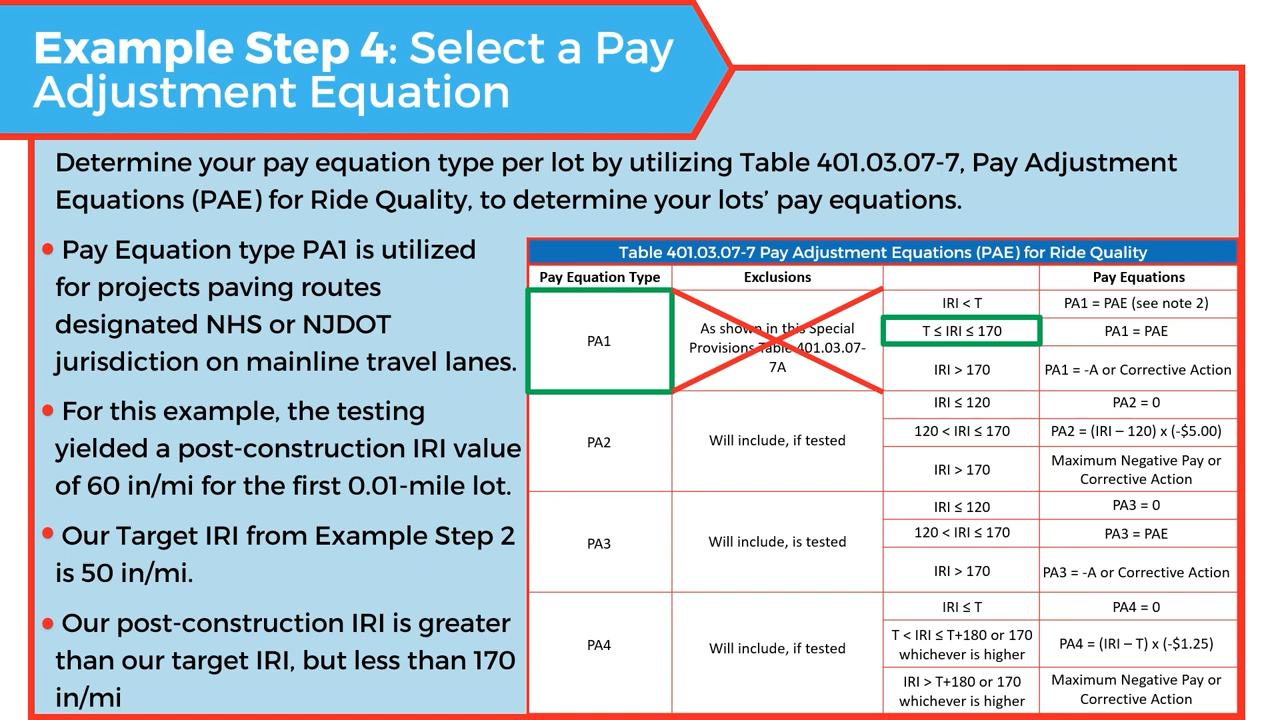 Example Step 4: Select a Pay
Adjustment Equation
Determine your pay equation type per lot by utilizing Table 401.03.07-7, Pay Adjustment
Equations (PAE) for Ride Quality, to determine your lots' pay equations.
• Pay Equation type PA1 is utilized
for projects paving routes
designated NHS or NJDOT
jurisdiction on mainline travel lanes.
• For this example, the testing
yielded a post-construction IRI value
of 60 in/mi for the first 0.01-mile lot.
• Our Target IRI from Example Step 2
is 50 in/mi.
• Our post-construction IRI is greater
than our target IRI, but less than 170
in/mi
Table 401.03.07-7 Pay Adjustment Equations (PAE) for Ride Quality
Pay Equation Type Exclusions Pay Equations
PA1
As shown in this Special
Provisions Table 401.03.07-
7A
IRI < T PA1 = PAE (see note 2)
T ≤ IRI ≤ 170 PA1 = PAE
IRI > 170 PA1 = -A or Corrective Action
PA2
Will include, if tested
IRI ≤ 120 PA2 = 0
120 < IRI ≤ 170 PA2 = (IRI – 120) x (-$5.00)
IRI > 170
Maximum Negative Pay or
Corrective Action
PA3
Will include, is tested
IRI ≤ 120 PA3 = 0
120 < IRI ≤ 170 PA3 = PAE
IRI > 170 PA3 = -A or Corrective Action
PA4
Will include, if tested
IRI ≤ T PA4 = 0
T < IRI ≤ T+180 or 170
whichever is higher
PA4 = (IRI – T) x (-$1.25)
IRI > T+180 or 170
whichever is higher
Maximum Negative Pay or
Corrective Action